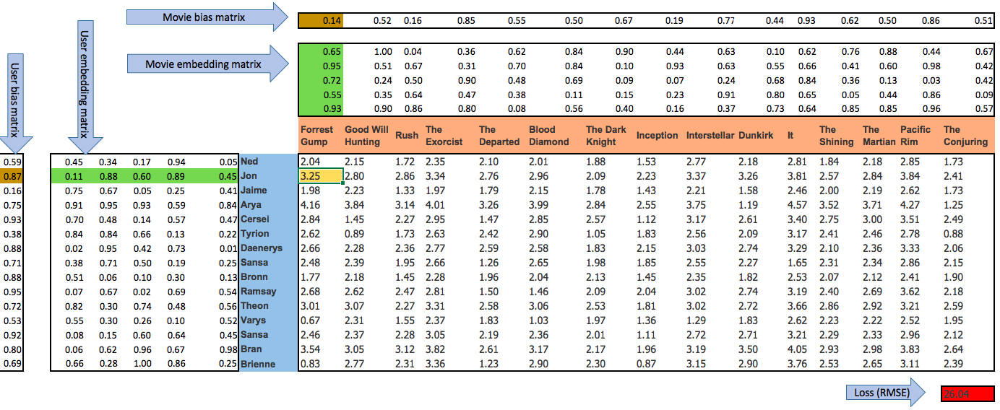 Movie bias matrix
0.14 0.52 0.16 0.85 0.55 0.50 0.67 0.19 0.77 0.44 0.93 0.62 0.50 0.86 0.51
Movie embedding matrix
0.65 1.00 0.04 0.36 0.62 0.84 0.90 0.44 0.63 0.10 0.62 0.76 0.88 0.44 0.67
0.95 0.51 0.67 0.31 0.70 0.84 0.10 0.93 0.63 0.55 0.66 0.41 0.60 0.98 0.42
0.72 0.24 0.50 0.90 0.48 0.69 0.09 0.07 0.24 0.68 0.84 0.36 0.13 0.03 0.42
0.55 0.35 0.64 0.47 0.38 0.11 0.15 0.23 0.91 0.80 0.65 0.05 0.44 0.86 0.09
0.93 0.90 0.86 0.80 0.08 0.56 0.40 0.16 0.37 0.73 0.64 0.85 0.85 0.96 0.57
User bias matrix
User embedding matrix
Forrest Good Will Rush The The Blood The Dark Inception Interstellar Dunkirk It The The Pacific The
Gump Hunting Exorcist Departed Diamond Knight Shining Martian Rim Conjuring
0.59 0.45 0.34 0.17 0.94 0.05 Ned 2.04 2.15 1.72 2.35 2.10 2.01 1.88 1.53 2.77 2.18 2.81 1.84 2.18 2.85 1.73
0.87 0.11 0.88 0.60 0.89 0.45 Jon 3.25 2.80 2.86 3.34 2.76 2.96 2.09 2.23 3.37 3.26 3.81 2.57 2.84 3.84 2.41
0.16 0.75 0.67 0.05 0.25 0.41 Jaime 1.98 2.23 1.33 1.97 1.79 2.15 1.78 1.43 2.21 1.58 2.46 2.00 2.19 2.62 1.73
0.75 0.91 0.95 0.93 0.59 0.84 Arya 4.16 3.84 3.14 4.01 3.26 3.99 2.84 2.55 3.75 1.19 4.57 3.52 3.71 4.27 1.25
0.93 0.70 0.48 0.14 0.57 0.47 Cersei 2.84 1.45 2.27 2.95 1.47 2.85 2.57 1.12 3.17 2.61 3.40 2.75 3.00 3.51 2.49
0.38 0.84 0.84 0.66 0.13 0.22 Tyrion 2.62 0.89 1.73 2.63 2.42 2.90 1.05 1.83 2.56 2.09 3.17 2.41 2.46 2.78 0.88
0.88 0.02 0.95 0.42 0.73 0.01 Daenerys 2.66 2.28 2.36 2.77 2.59 2.58 1.83 2.15 3.03 2.74 3.29 2.10 2.36 3.33 2.06
0.71 0.38 0.71 0.50 0.19 0.25 Sansa 2.48 2.39 1.95 2.66 1.26 2.65 1.98 1.85 2.55 2.27 1.65 2.31 2.34 2.86 2.15
0.88 0.51 0.06 0.10 0.30 0.13 Bronn 1.77 2.18 1.45 2.28 1.96 2.04 2.13 1.45 2.35 1.82 2.53 2.07 2.12 2.41 1.90
0.95 0.07 0.67 0.02 0.69 0.54 Ramsay 2.68 2.62 2.47 2.81 1.50 1.46 2.09 2.04 3.02 2.74 3.19 2.40 2.69 3.62 2.18
0.72 0.82 0.30 0.74 0.48 0.56 Theon 3.01 3.07 2.27 3.31 2.58 3.06 2.53 1.81 3.02 2.72 3.66 2.86 2.92 3.21 2.59
0.53 0.55 0.30 0.26 0.10 0.52 Varys 0.67 2.31 1.55 2.37 1.83 1.03 1.97 1.36 1.29 1.83 2.62 2.23 2.22 2.52 1.95
0.92 0.08 0.15 0.60 0.64 0.45 Sansa 2.46 2.37 2.28 3.05 2.19 2.36 2.01 1.11 2.72 2.71 3.21 2.29 2.33 2.96 2.12
0.80 0.06 0.62 0.96 0.67 0.98 Bran 3.54 3.05 3.12 3.82 2.61 3.17 2.17 1.96 3.19 3.50 4.05 2.93 2.98 3.83 2.64
0.69 0.66 0.28 1.00 0.86 0.25 Brienne 0.83 2.77 2.31 3.36 1.23 2.90 2.30 0.87 3.15 2.90 3.76 2.53 2.65 3.11 2.39
Loss (RMSE) 26.04